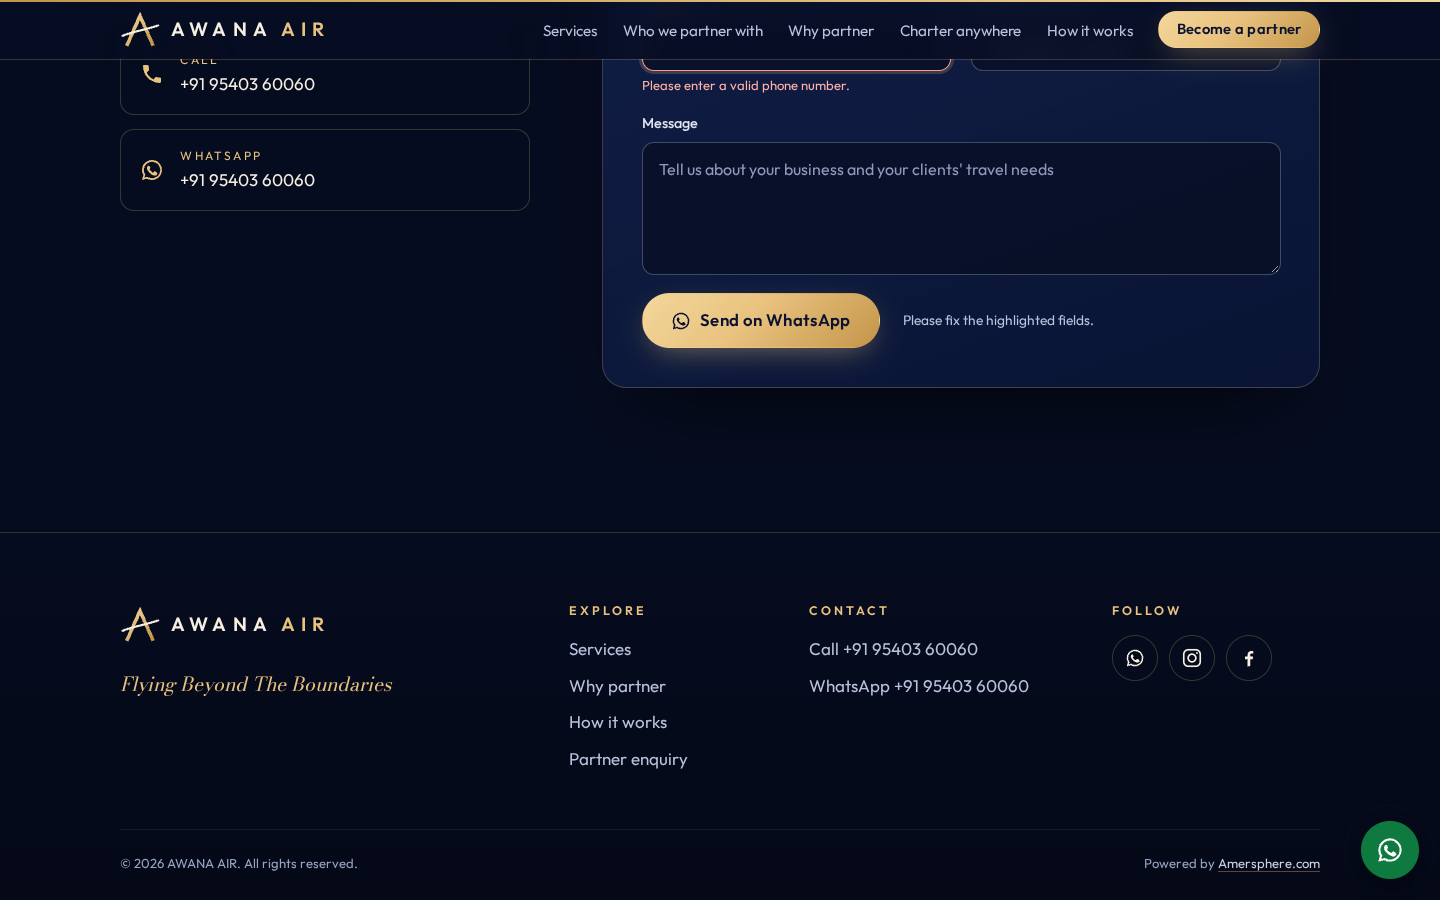 AWANA AIR
Services
Who we partner with
Why partner
Charter anywhere
How it works
Become a partner
CALL
+91 95403 60060
WHATSAPP
+91 95403 60060
Please enter a valid phone number.
Message
Tell us about your business and your clients' travel needs
Send on WhatsApp
Please fix the highlighted fields.
AWANA AIR
Flying Beyond The Boundaries
EXPLORE
Services
Why partner
How it works
Partner enquiry
CONTACT
Call +91 95403 60060
WhatsApp +91 95403 60060
FOLLOW
© 2026 AWANA AIR. All rights reserved.
Powered by Amersphere.com